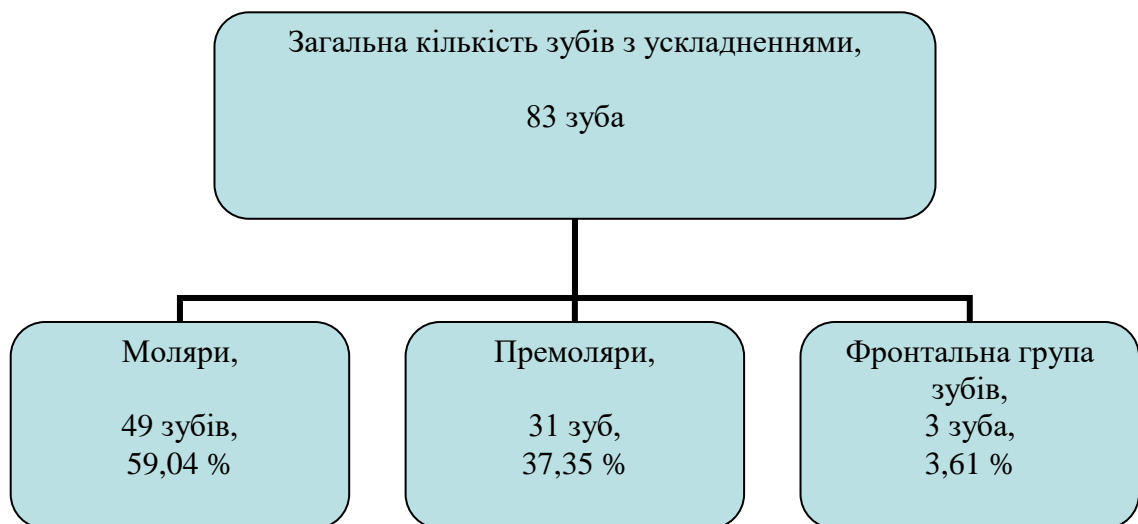 Загальна кількість зубів з ускладненнями,
83 зуба
Моляри,
49 зубів,
59,04 %
Премоляри,
31 зуб,
37,35 %
Фронтальна група
зубів,
3 зуба,
3,61 %